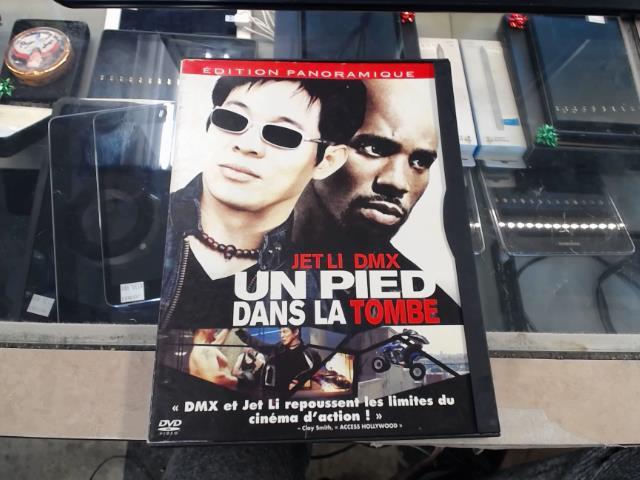 ÉDITION PANORAMIQUE
JET LI DMX
UN PIED
DANS LA TOMBE
« DMX et Jet Li repoussent les limites du
cinéma d'action ! »
– Clay Smith, « ACCESS HOLLYWOOD »
DVD
VIDEO